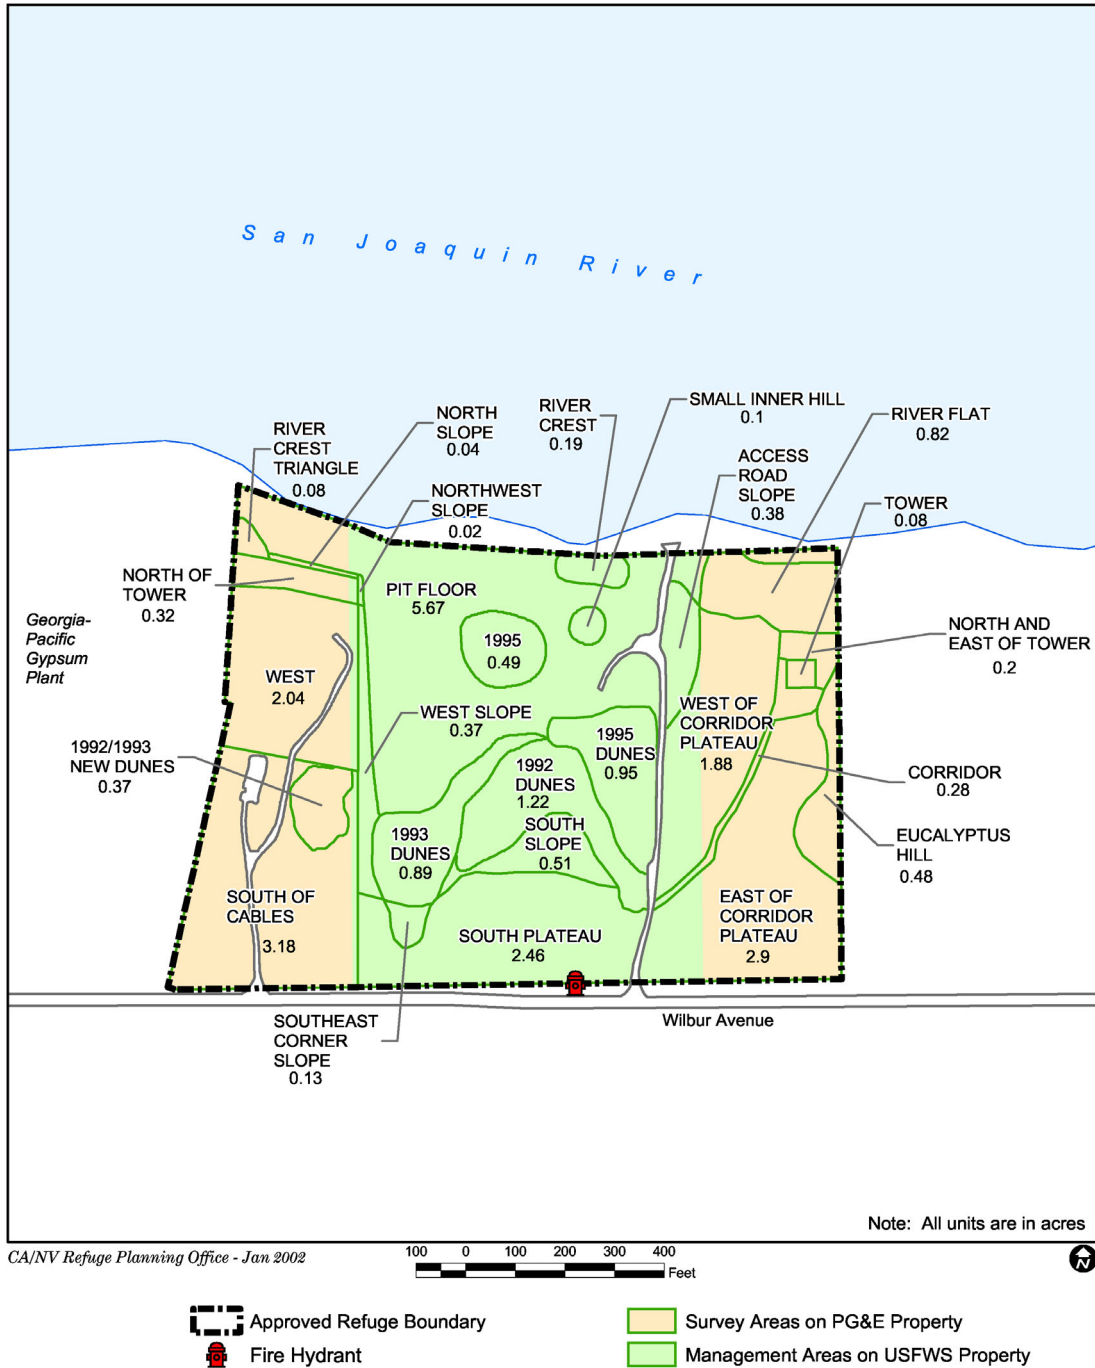 San Joaquin River
RIVER
CREST
TRIANGLE
0.08
NORTH
SLOPE
0.04
RIVER
CREST
0.19
SMALL INNER HILL
0.1
RIVER FLAT
0.82
ACCESS
ROAD
SLOPE
0.38
NORTHWEST
SLOPE
0.02
TOWER
0.08
NORTH OF
TOWER
0.32
PIT FLOOR
5.67
Georgia-
Pacific
Gypsum
Plant
1995
0.49
NORTH AND
EAST OF TOWER
0.2
WEST
2.04
WEST SLOPE
0.37
WEST OF
CORRIDOR
PLATEAU
1.88
1992/1993
NEW DUNES
0.37
1995
DUNES
0.95
1992
DUNES
1.22
CORRIDOR
0.28
1993
DUNES
0.89
SOUTH
SLOPE
0.51
EUCALYPTUS
HILL
0.48
SOUTH OF
CABLES
3.18
SOUTH PLATEAU
2.46
EAST OF
CORRIDOR
PLATEAU
2.9
SOUTHEAST
CORNER
SLOPE
0.13
Wilbur Avenue
Note: All units are in acres
CA/NV Refuge Planning Office - Jan 2002
100 0 100 200 300 400
Feet
N
Approved Refuge Boundary
Survey Areas on PG&E Property
Fire Hydrant
Management Areas on USFWS Property